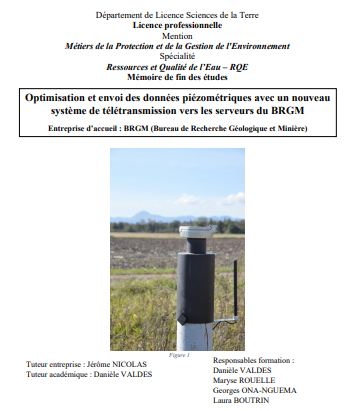 Département de Licence Sciences de la Terre
Licence professionnelle
Mention
Métiers de la Protection et de la Gestion de l'Environnement
Spécialité
Ressources et Qualité de l'Eau – RQE
Mémoire de fin des études
Optimisation et envoi des données piézométriques avec un nouveau
système de télétransmission vers les serveurs du BRGM
Entreprise d'accueil : BRGM (Bureau de Recherche Géologique et Minière)
Figure 1
Tuteur entreprise : Jérôme NICOLAS
Tuteur académique : Danièle VALDES
Responsables formation :
Danièle VALDES
Maryse ROUELLE
Georges ONA-NGUEMA
Laura BOUTRIN